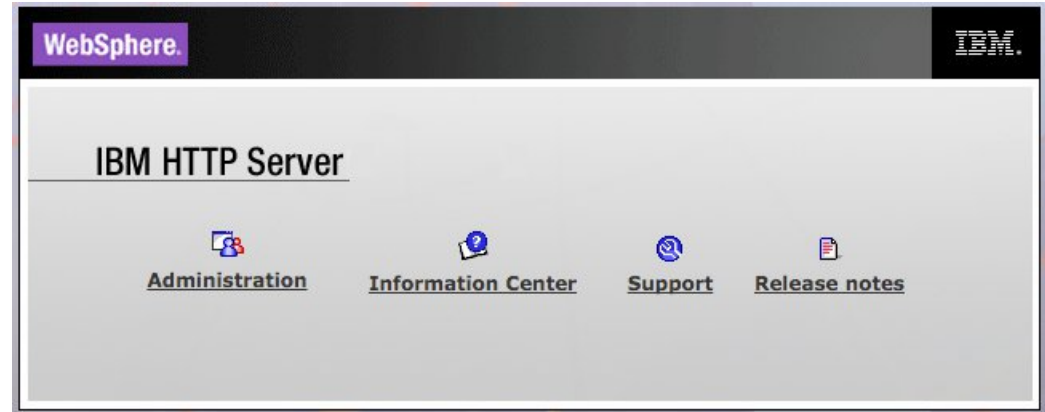 WebSphere.
IBM.
IBM HTTP Server
Administration
Information Center
Support
Release notes